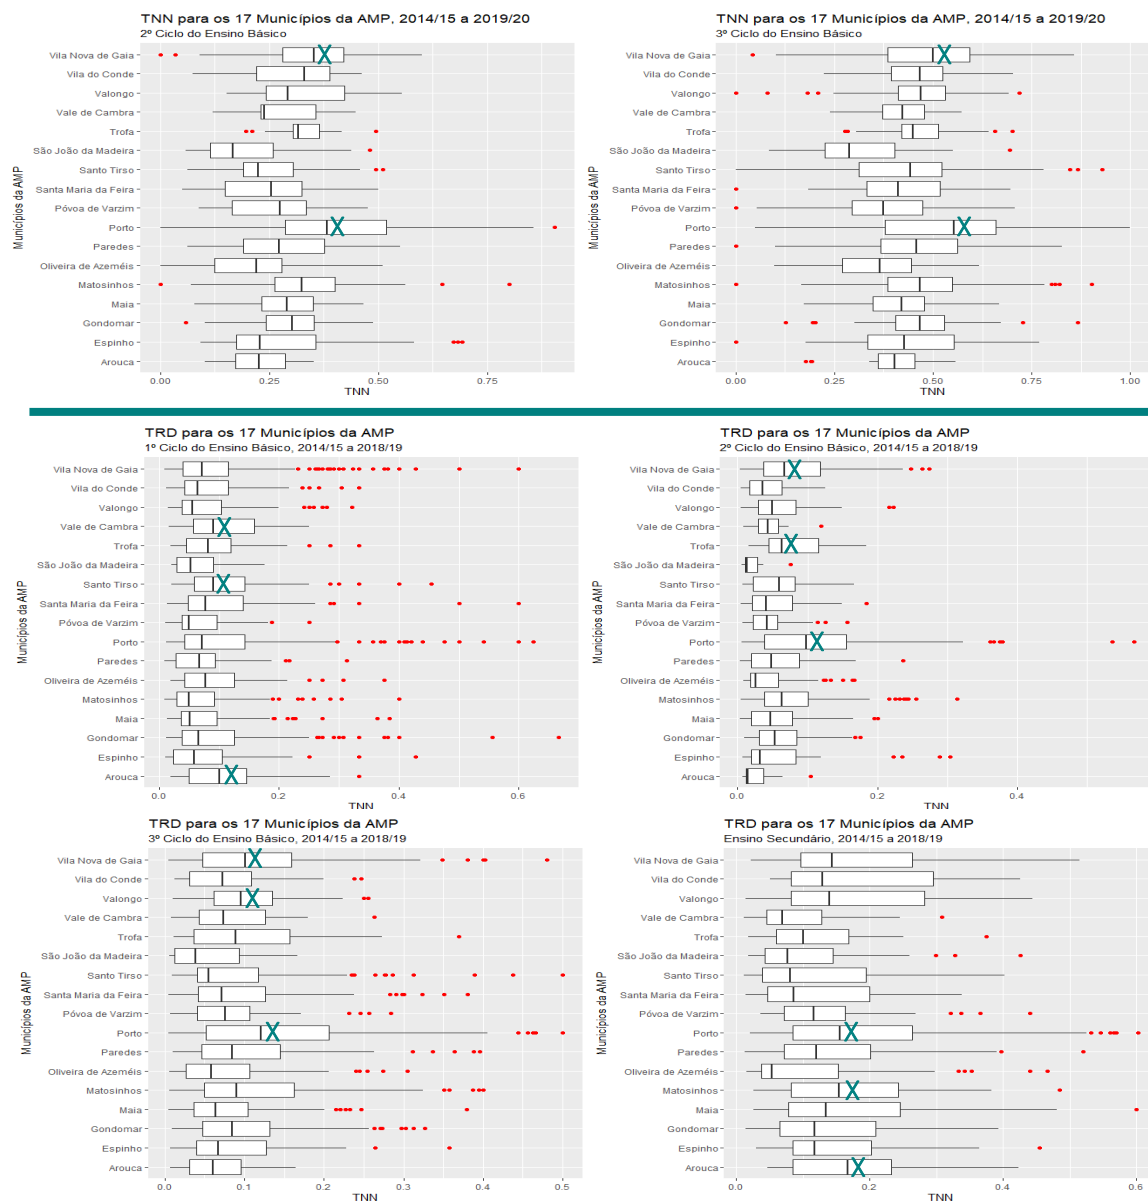 TNN para os 17 Municípios da AMP, 2014/15 a 2019/20
2º Ciclo do Ensino Básico
Municípios da AMP
Vila Nova de Gaia
Vila do Conde
Valongo
Vale de Cambra
Trofa
São João da Madeira
Santo Tirso
Santa Maria da Feira
Póvoa de Varzim
Porto
Paredes
Oliveira de Azeméis
Matosinhos
Maia
Gondomar
Espinho
Arouca
0.00 0.25 0.50 0.75
TNN
TNN para os 17 Municípios da AMP, 2014/15 a 2019/20
3º Ciclo do Ensino Básico
Municípios da AMP
Vila Nova de Gaia
Vila do Conde
Valongo
Vale de Cambra
Trofa
São João da Madeira
Santo Tirso
Santa Maria da Feira
Póvoa de Varzim
Porto
Paredes
Oliveira de Azeméis
Matosinhos
Maia
Gondomar
Espinho
Arouca
0.00 0.25 0.50 0.75 1.00
TNN
TRD para os 17 Municípios da AMP
1º Ciclo do Ensino Básico, 2014/15 a 2018/19
Municípios da AMP
Vila Nova de Gaia
Vila do Conde
Valongo
Vale de Cambra
Trofa
São João da Madeira
Santo Tirso
Santa Maria da Feira
Póvoa de Varzim
Porto
Paredes
Oliveira de Azeméis
Matosinhos
Maia
Gondomar
Espinho
Arouca
0.0 0.2 0.4 0.6
TNN
TRD para os 17 Municípios da AMP
2º Ciclo do Ensino Básico, 2014/15 a 2018/19
Municípios da AMP
Vila Nova de Gaia
Vila do Conde
Valongo
Vale de Cambra
Trofa
São João da Madeira
Santo Tirso
Santa Maria da Feira
Póvoa de Varzim
Porto
Paredes
Oliveira de Azeméis
Matosinhos
Maia
Gondomar
Espinho
Arouca
0.0 0.2 0.4
TNN
TRD para os 17 Municípios da AMP
3º Ciclo do Ensino Básico, 2014/15 a 2018/19
Municípios da AMP
Vila Nova de Gaia
Vila do Conde
Valongo
Vale de Cambra
Trofa
São João da Madeira
Santo Tirso
Santa Maria da Feira
Póvoa de Varzim
Porto
Paredes
Oliveira de Azeméis
Matosinhos
Maia
Gondomar
Espinho
Arouca
0.0 0.1 0.2 0.3 0.4 0.5
TNN
TRD para os 17 Municípios da AMP
Ensino Secundário, 2014/15 a 2018/19
Municípios da AMP
Vila Nova de Gaia
Vila do Conde
Valongo
Vale de Cambra
Trofa
São João da Madeira
Santo Tirso
Santa Maria da Feira
Póvoa de Varzim
Porto
Paredes
Oliveira de Azeméis
Matosinhos
Maia
Gondomar
Espinho
Arouca
0.0 0.2 0.4 0.6
TNN